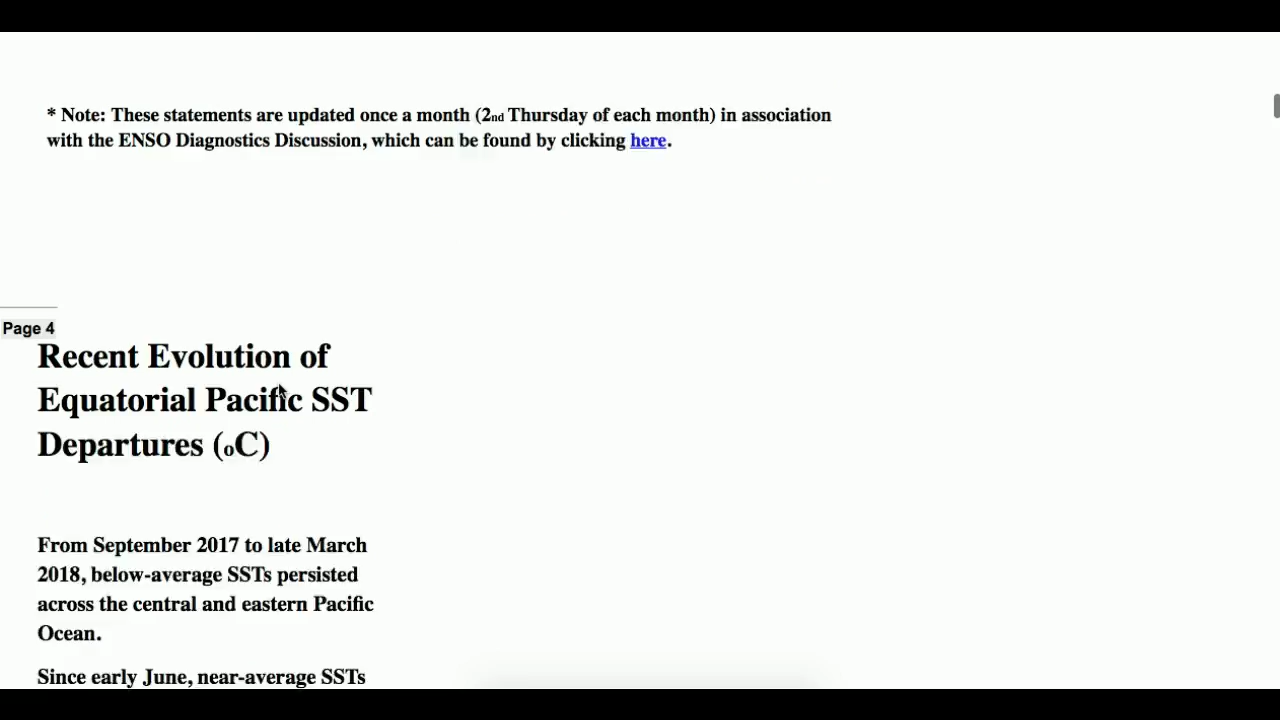 * Note: These statements are updated once a month (2nd Thursday of each month) in association
with the ENSO Diagnostics Discussion, which can be found by clicking here.
Page 4
Recent Evolution of
Equatorial Pacific SST
Departures (oC)
From September 2017 to late March
2018, below-average SSTs persisted
across the central and eastern Pacific
Ocean.
Since early June, near-average SSTs